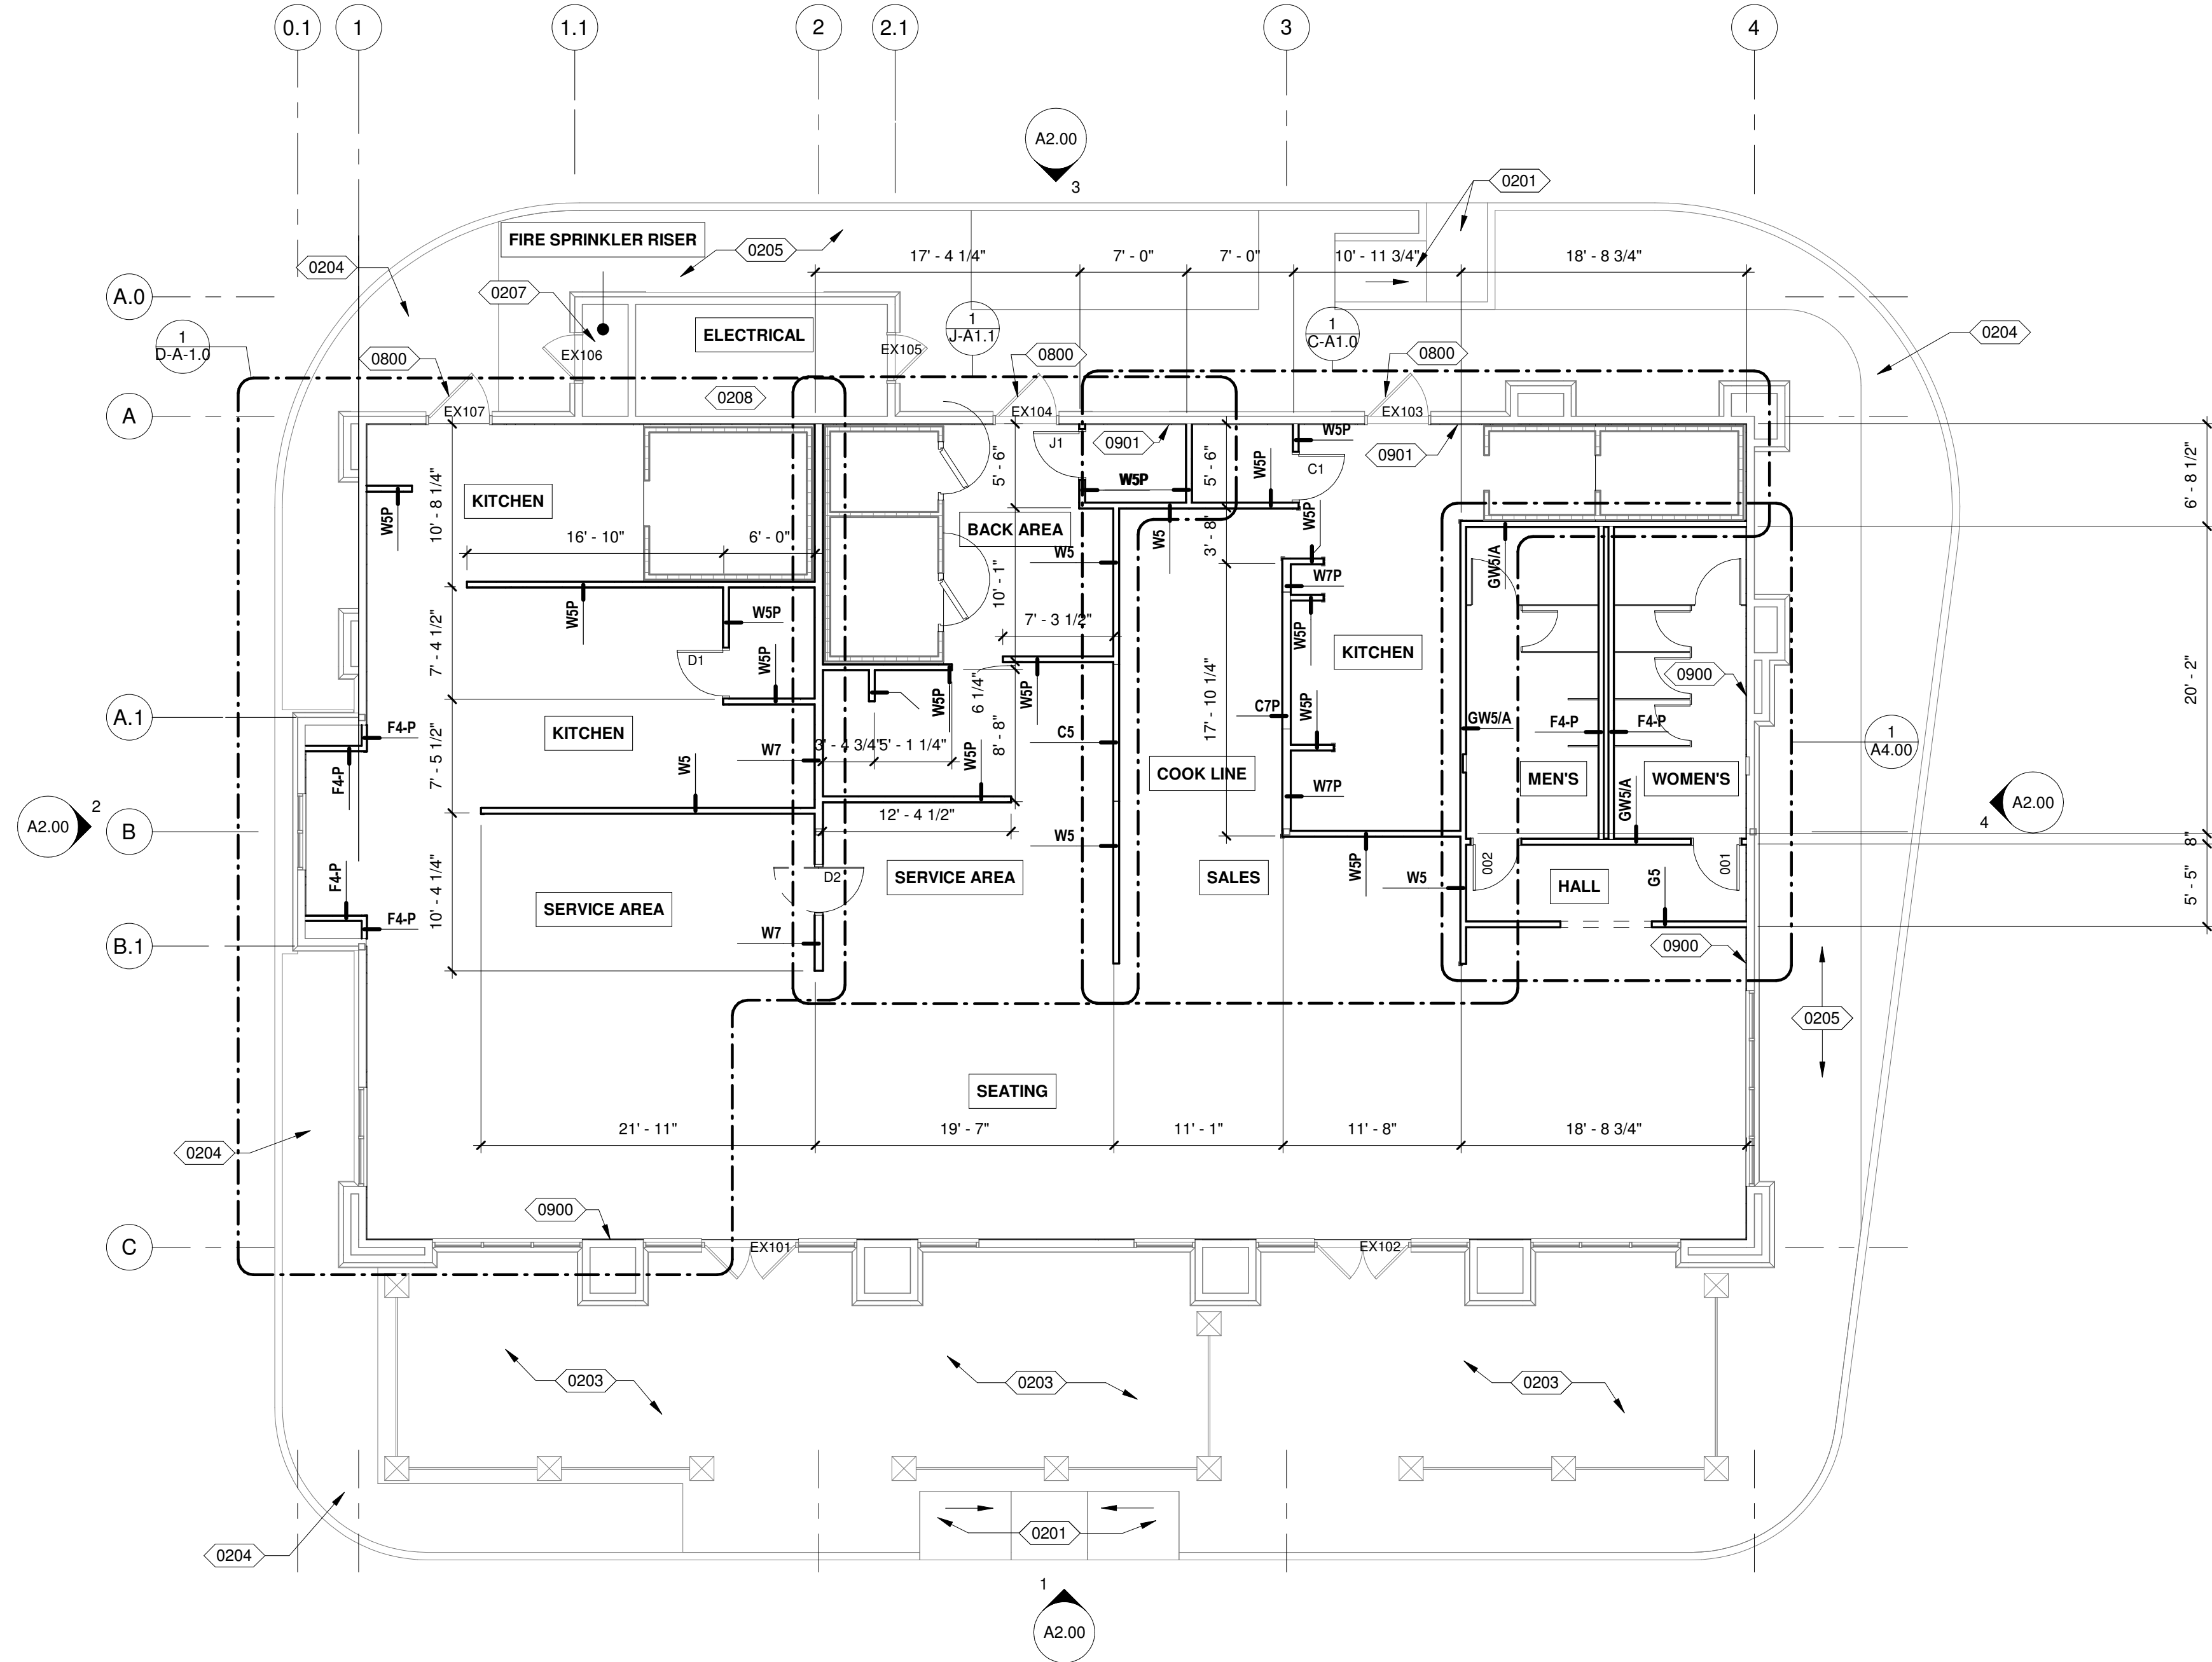 0.1
1
1.1
2
2.1
3
4
A2.00
3
0201
FIRE SPRINKLER RISER
0205
0204
17' - 4 1/4"
7' - 0"
7' - 0"
10' - 11 3/4"
18' - 8 3/4"
A.0
0207
1
D-A-1.0
ELECTRICAL
1
J-A1.1
1
C-A1.0
0204
0800
EX106
EX105
0800
0800
0208
A
EX107
EX104
EX103
J1
0901
W5P
0901
C1
5' - 6"
5' - 6"
W5P
6' - 8 1/2"
10' - 8 1/4"
KITCHEN
W5P
W5P
W5P
BACK AREA
W5
W5
3' - 8"
16' - 10"
6' - 0"
GW5/A
W7P
10' - 1"
W5P
W5P
7' - 3 1/2"
W5P
KITCHEN
7' - 4 1/2"
D1
W5P
0900
20' - 2"
W5P
6 1/4"
W5P
17' - 10 1/4"
C7P
W5P
GW5/A
F4-P
F4-P
A.1
F4-P
KITCHEN
W7
3' - 4 3/4"
5' - 1 1/4"
8' - 8"
W5P
C5
1
A4.00
F4-P
7' - 5 1/2"
W5
COOK LINE
W7P
MEN'S
WOMEN'S
GW5/A
2
A2.00
B
12' - 4 1/2"
W5
A2.00
4
8"
F4-P
D2
SERVICE AREA
SALES
W5P
W5
002
HALL
G5
001
5' - 5"
10' - 4 1/4"
SERVICE AREA
F4-P
W7
B.1
0900
0205
SEATING
21' - 11"
19' - 7"
11' - 1"
11' - 8"
18' - 8 3/4"
0204
0900
C
EX101
EX102
0203
0203
0203
0201
0204
1
A2.00